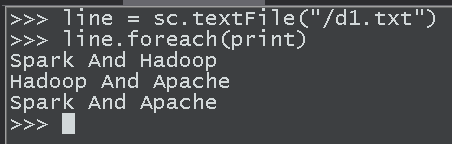 >>> line = sc.textFile("/d1.txt")
>>> line.foreach(print)
Spark And Hadoop
Hadoop And Apache
Spark And Apache
>>>